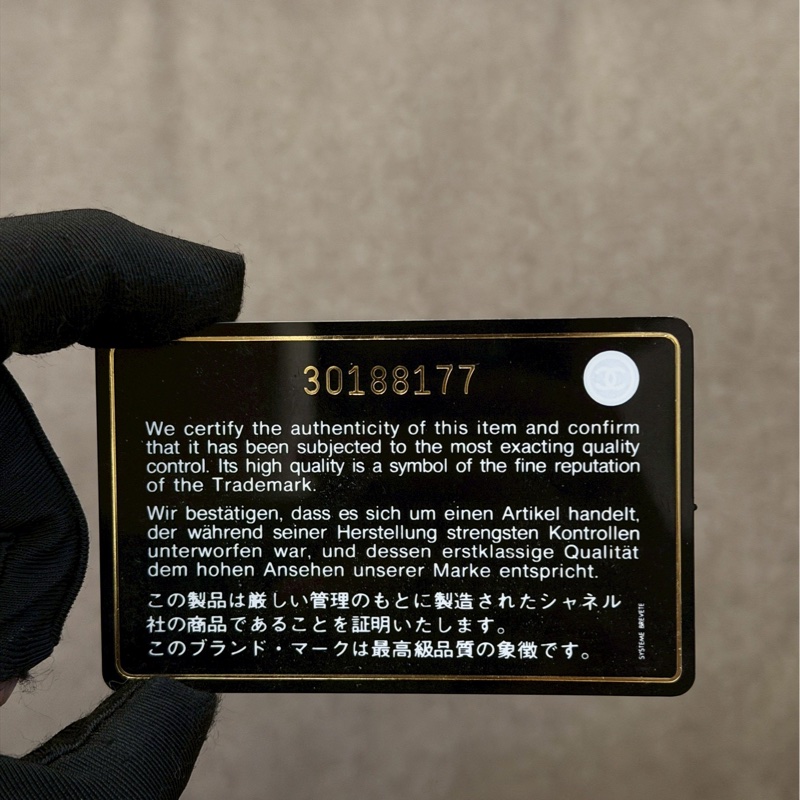 30188177
We certify the authenticity of this item and confirm
that it has been subjected to the most exacting quality
control. Its high quality is a symbol of the fine reputation
of the Trademark.
Wir bestätigen, dass es sich um einen Artikel handelt,
der während seiner Herstellung strengsten Kontrollen
unterworfen war, und dessen erstklassige Qualität
dem hohen Ansehen unserer Marke entspricht.
この製品は厳しい管理のもとに製造されたシャネル
社の商品であることを証明いたします。
このブランド・マークは最高級品質の象徴です。
SYSTEME BREVETE